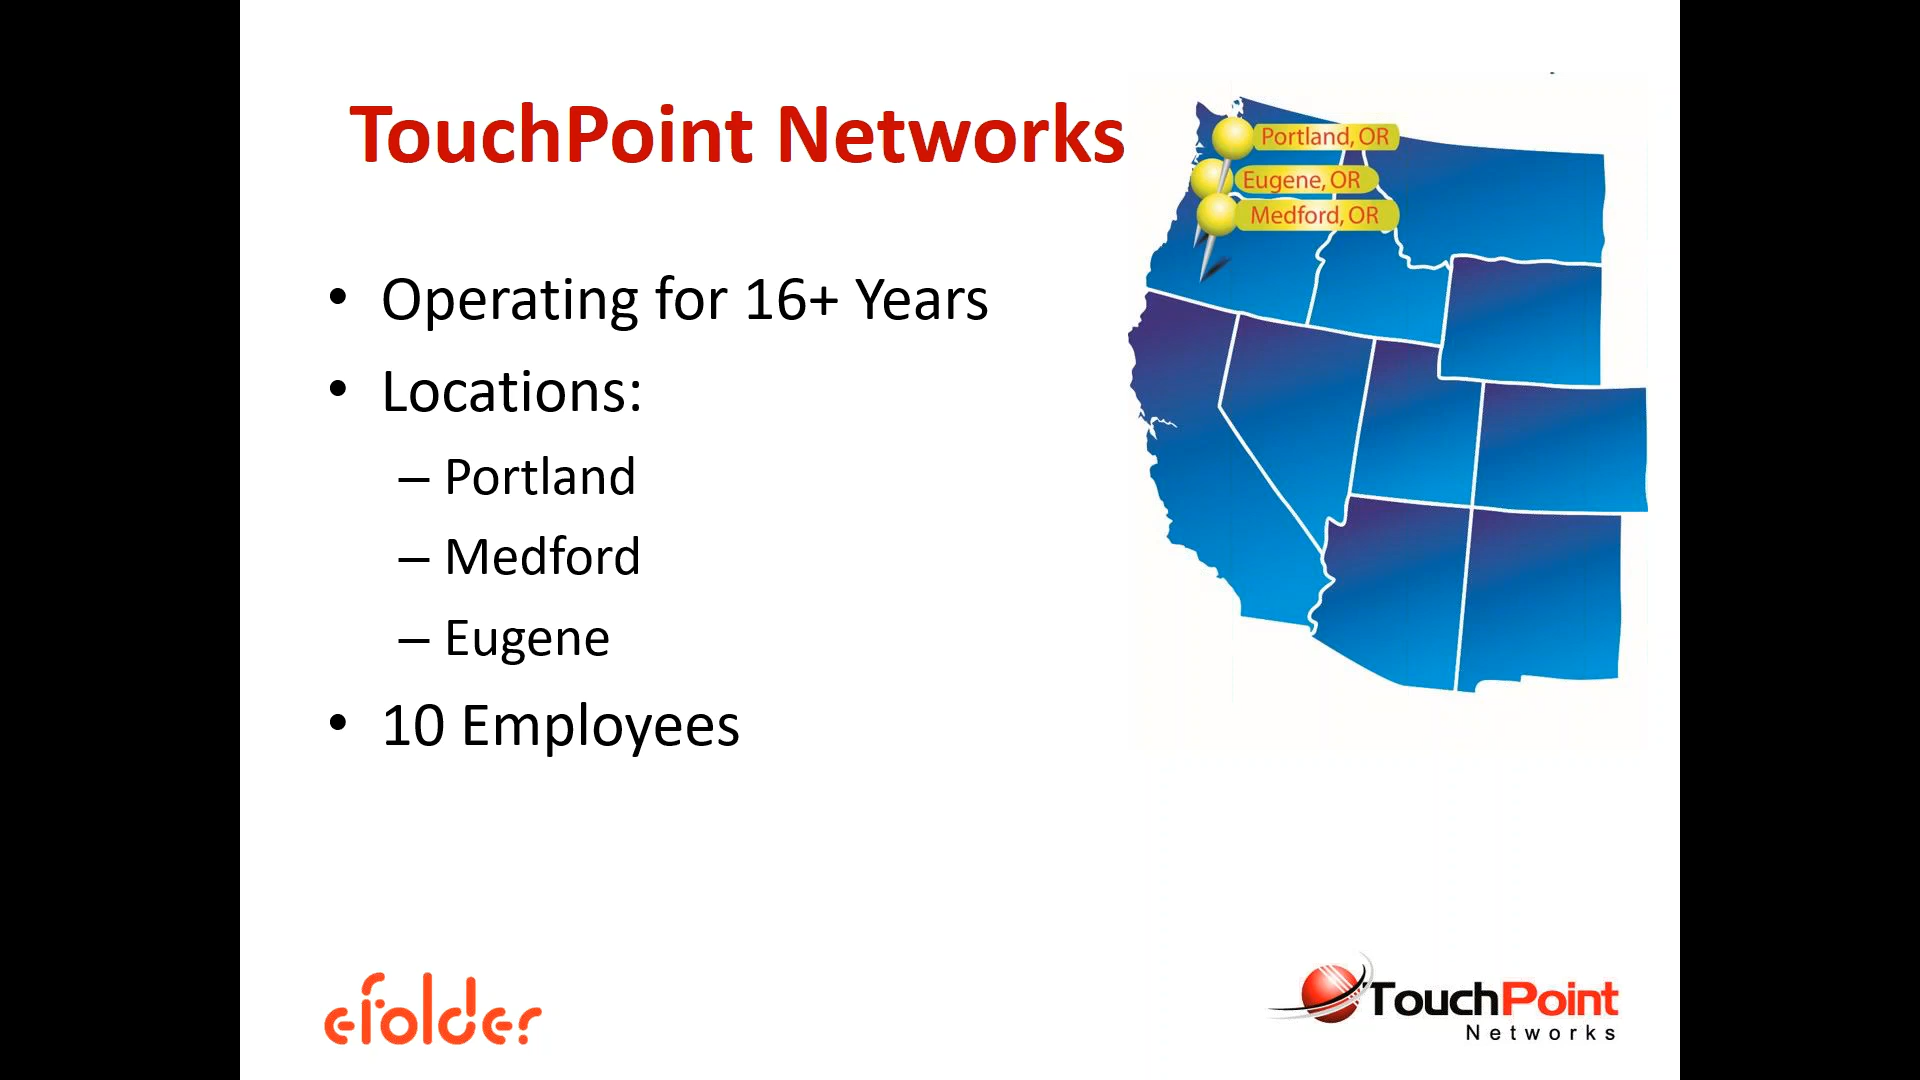 TouchPoint Networks
• Operating for 16+ Years
• Locations:
– Portland
– Medford
– Eugene
• 10 Employees
Portland, OR
Eugene, OR
Medford, OR
efolder
TouchPoint
Networks